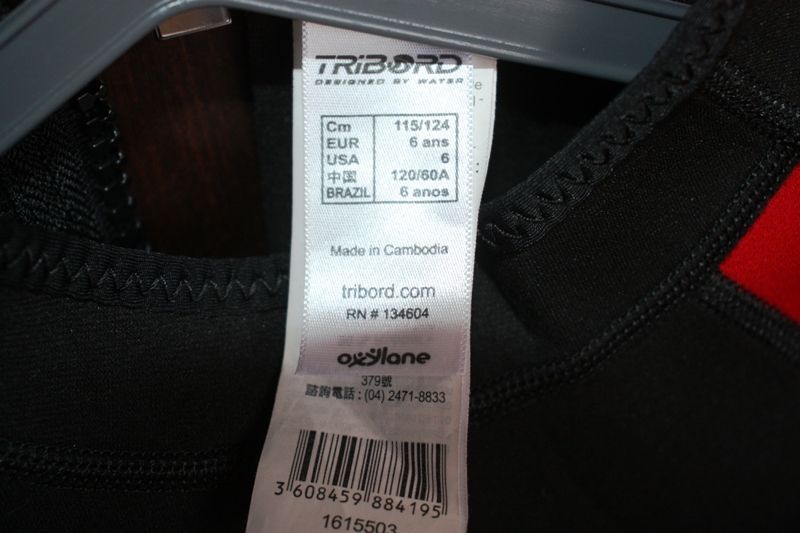 TRIBORD
DESIGNED BY WATER
Cm 115/124
EUR 6 ans
USA 6
中国 120/60A
BRAZIL 6 anos
Made in Cambodia
tribord.com
RN # 134604
oxylane
379號
諮詢電話 : (04) 2471-8833
3 608459 884195
1615503